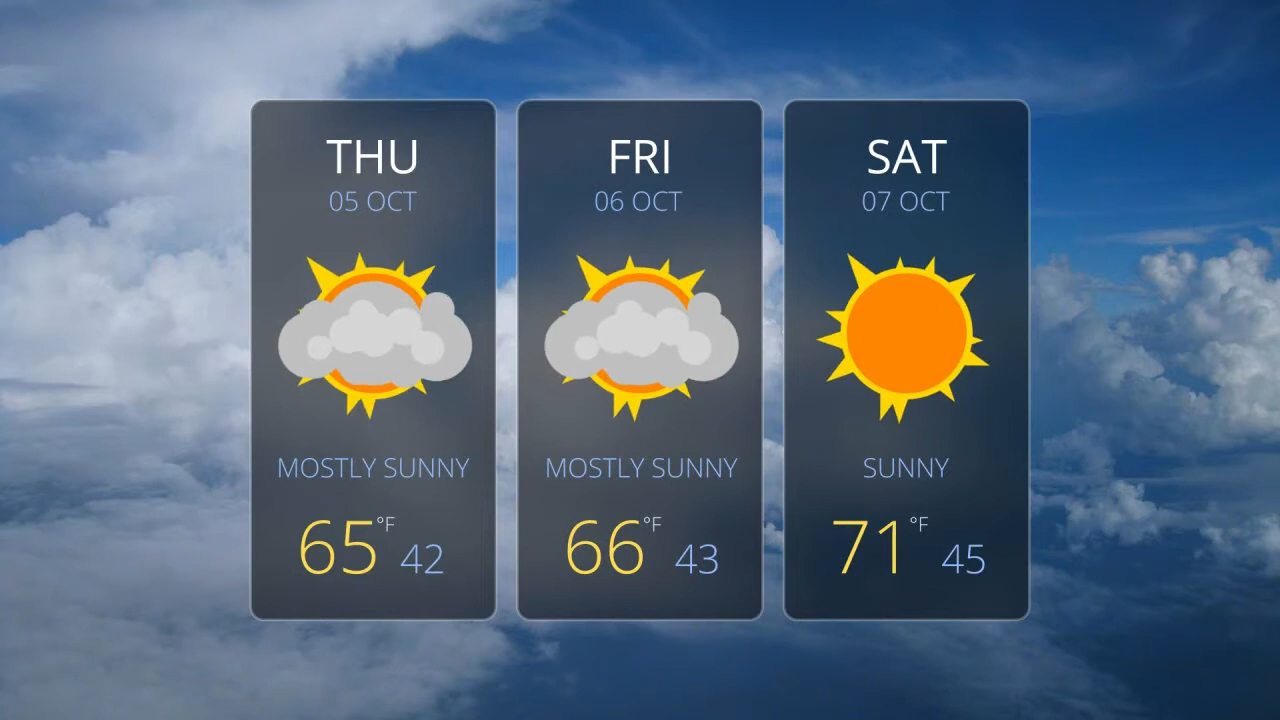 THU
05 OCT
MOSTLY SUNNY
65 °F 42
FRI
06 OCT
MOSTLY SUNNY
66 °F 43
SAT
07 OCT
SUNNY
71 °F 45